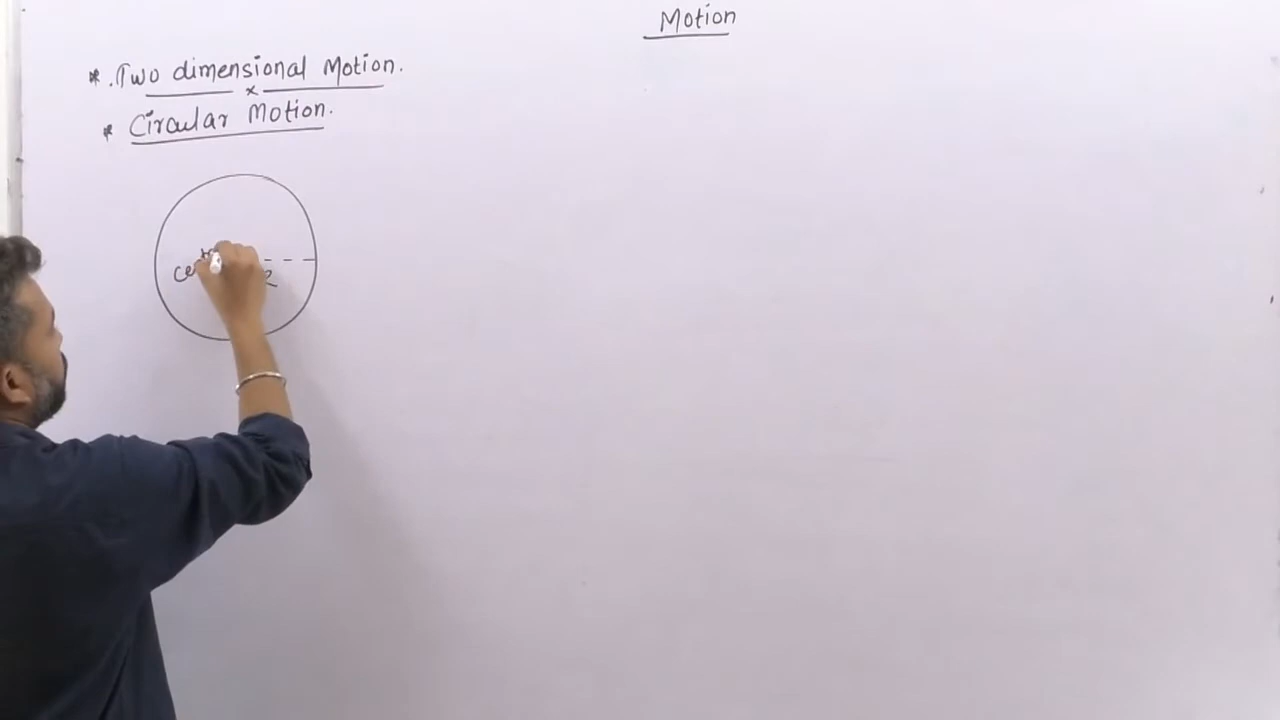 Motion
* .Two dimensional Motion.
x
* Circular Motion.
R